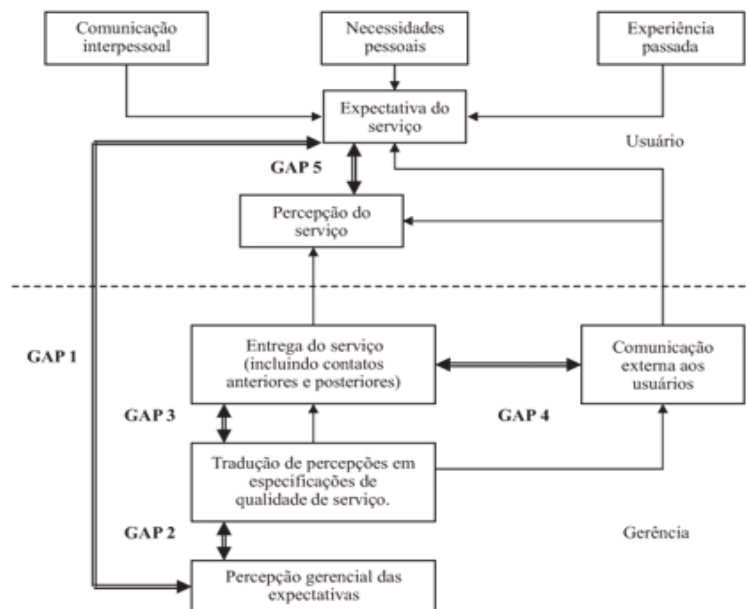 Comunicação
interpessoal
Necessidades
pessoais
Experiência
passada
Expectativa do
serviço
Usuário
GAP 5
Percepção do
serviço
GAP 1
Entrega do serviço
(incluindo contatos
anteriores e posteriores)
Comunicação
externa aos
usuários
GAP 3
GAP 4
Tradução de percepções em
especificações de
qualidade de serviço.
GAP 2
Gerência
Percepção gerencial das
expectativas